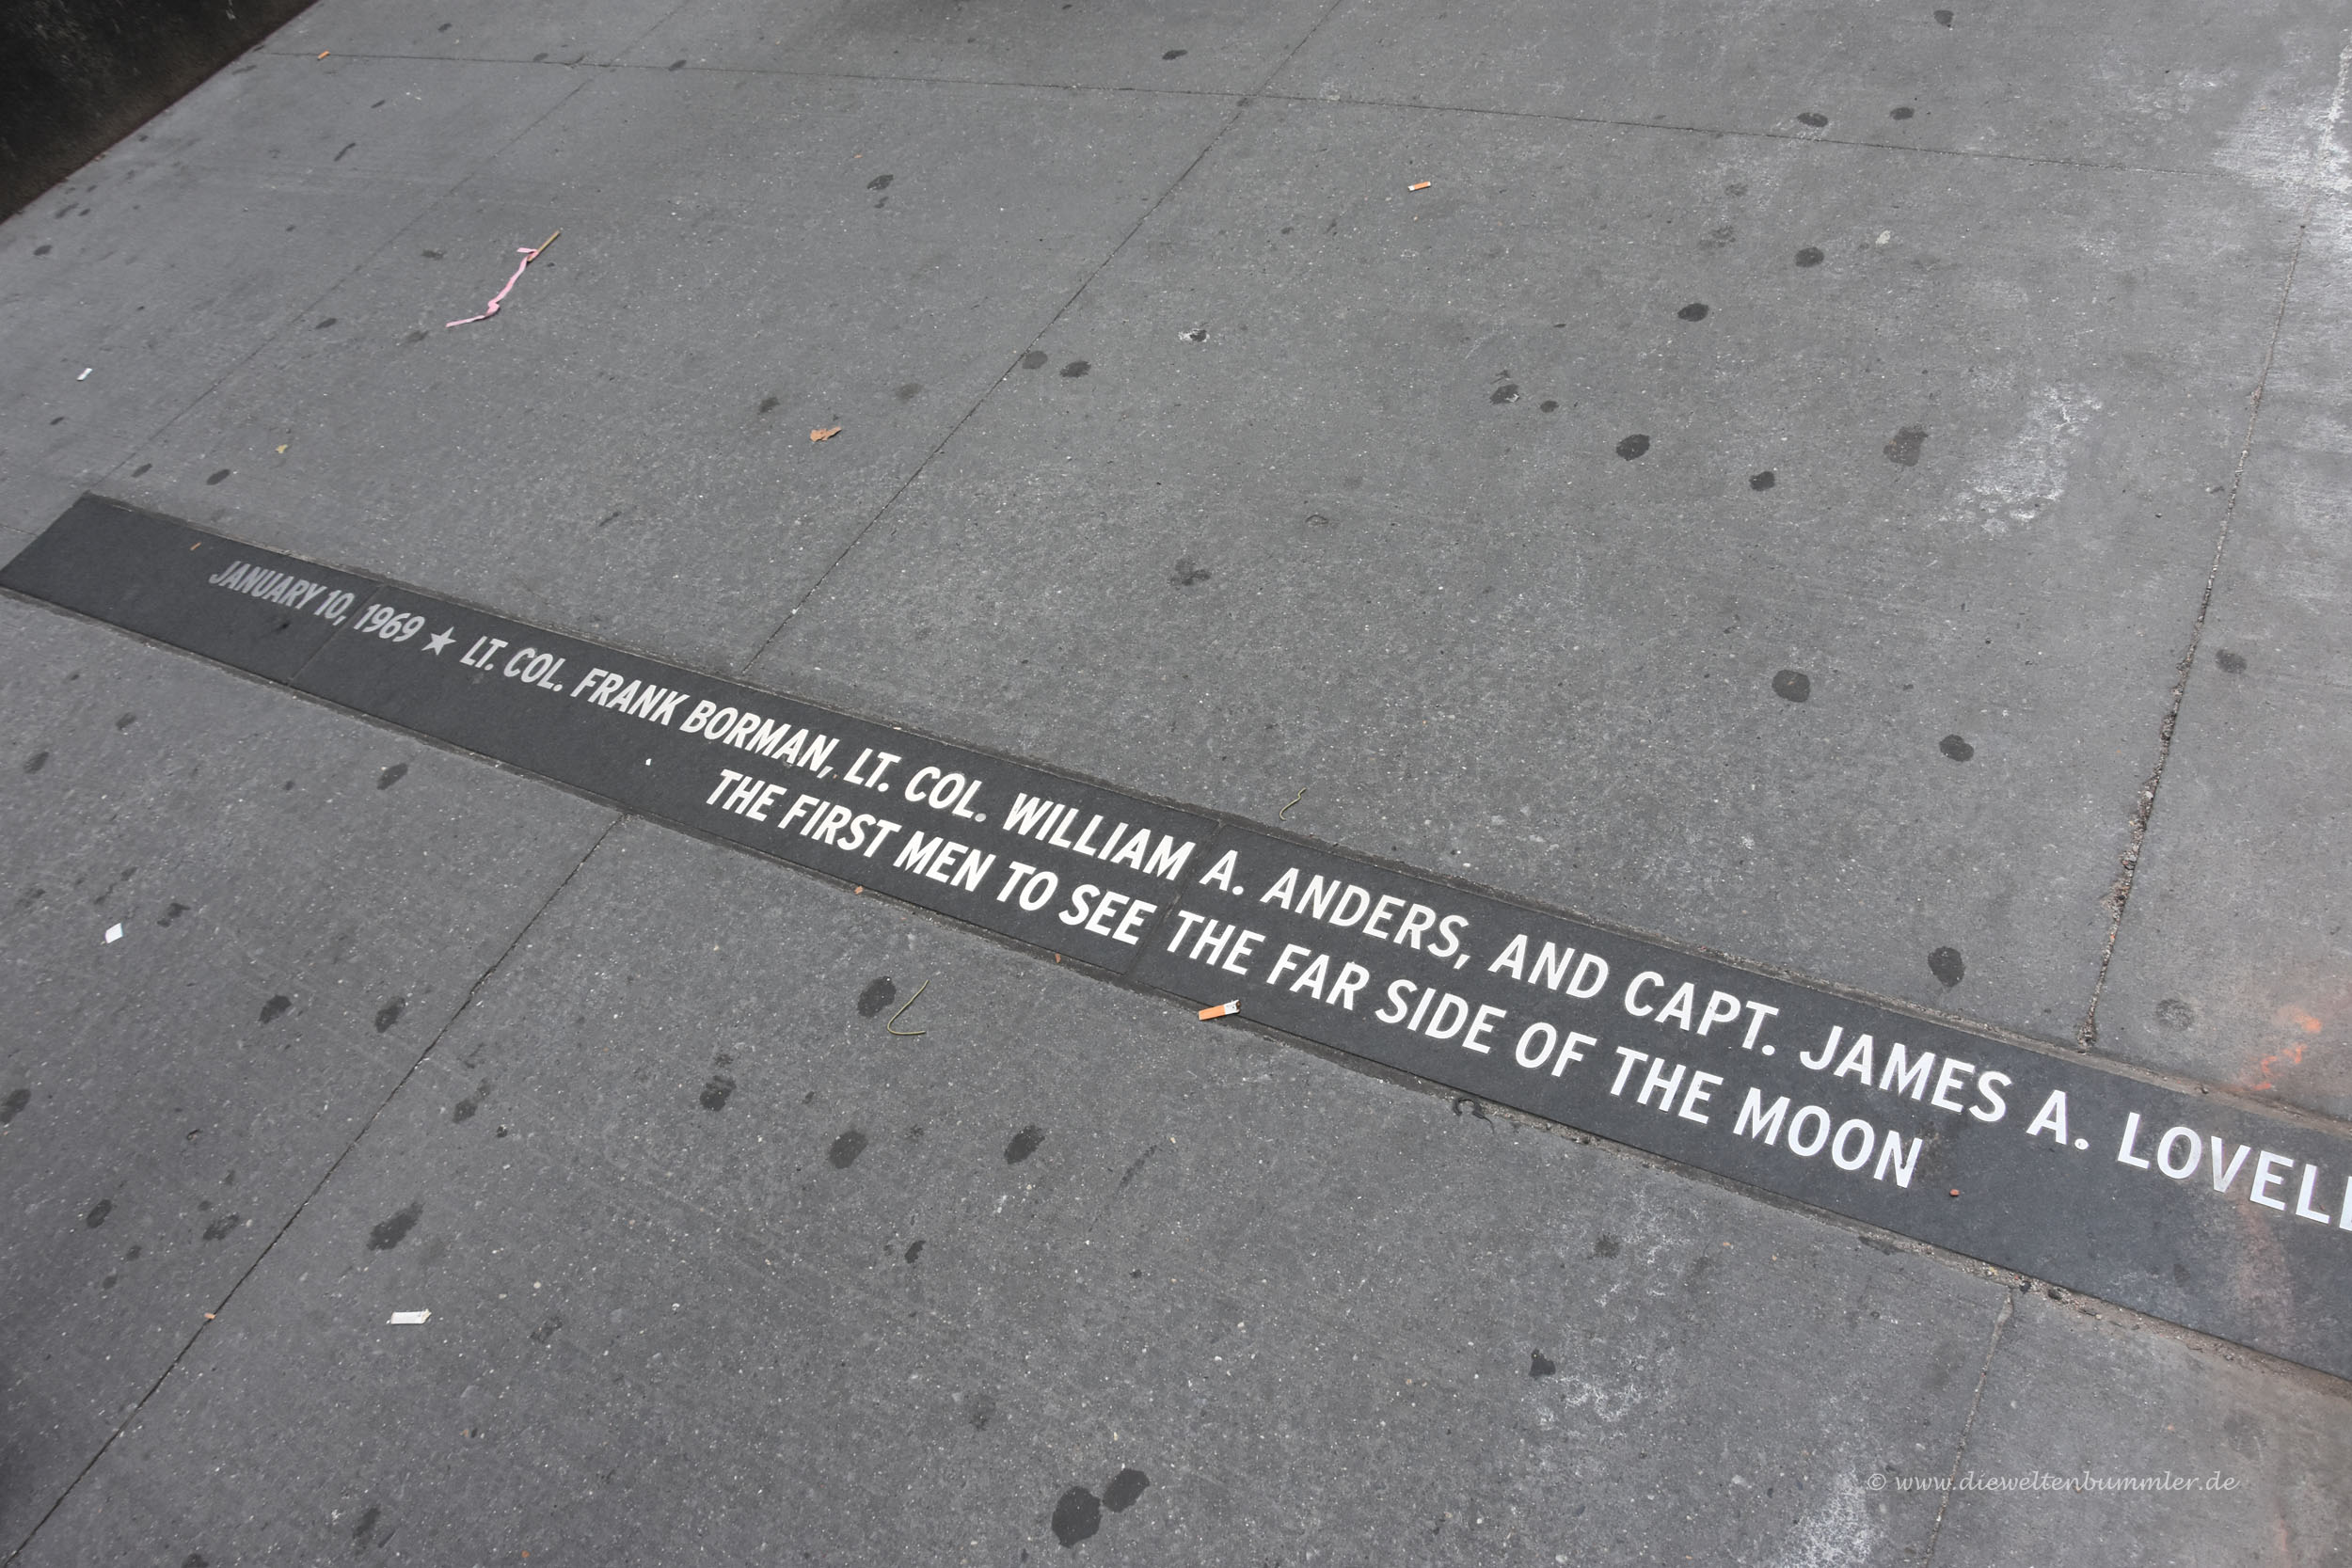 JANUARY 10, 1969 ★ LT. COL. FRANK BORMAN, LT. COL. WILLIAM A. ANDERS, AND CAPT. JAMES A. LOVELL
THE FIRST MEN TO SEE THE FAR SIDE OF THE MOON
© www.dieweltenbummler.de